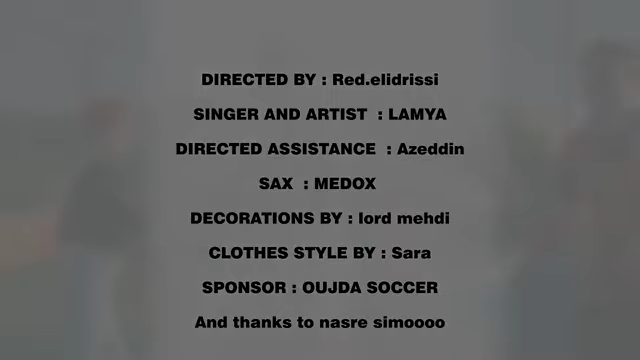 DIRECTED BY : Red.elidrissi
SINGER AND ARTIST : LAMYA
DIRECTED ASSISTANCE : Azeddin
SAX : MEDOX
DECORATIONS BY : lord mehdi
CLOTHES STYLE BY : Sara
SPONSOR : OUJDA SOCCER
And thanks to nasre simoooo